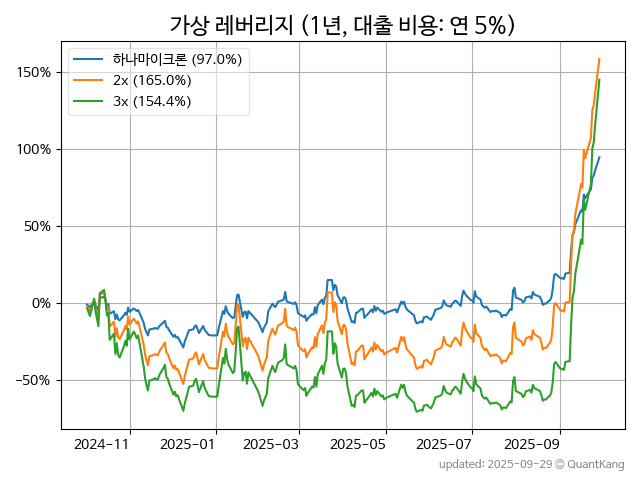 가상 레버리지 (1년, 대출 비용: 연 5%)
하나마이크론 (97.0%)
2x (165.0%)
3x (154.4%)
150%
100%
50%
0%
−50%
2024-11 2025-01 2025-03 2025-05 2025-07 2025-09
updated: 2025-09-29 © QuantKang